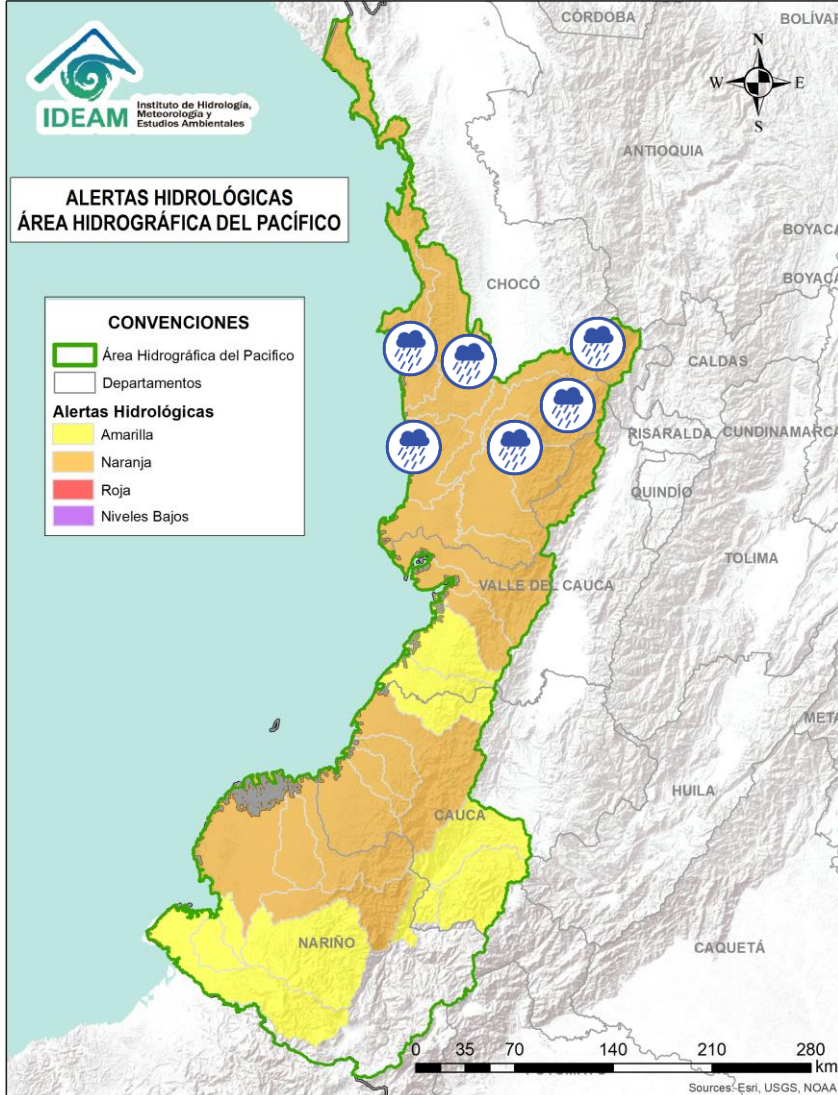 IDEAM
Instituto de Hidrología,
Meteorología y
Estudios Ambientales
ALERTAS HIDROLÓGICAS
ÁREA HIDROGRÁFICA DEL PACÍFICO
CONVENCIONES
Área Hidrográfica del Pacifico
Departamentos
Alertas Hidrológicas
Amarilla
Naranja
Roja
Niveles Bajos
CÓRDOBA
BOLÍVAR
N
W E
S
ANTIOQUIA
BOYACÁ
BOYACÁ
CHOCÓ
CALDAS
RISARALDA
CUNDINAMARCA
QUINDÍO
TOLIMA
VALLE DEL CAUCA
META
HUILA
CAUCA
NARIÑO
CAQUETÁ
0 35 70 140 210 280
km
Sources: Esri, USGS, NOAA